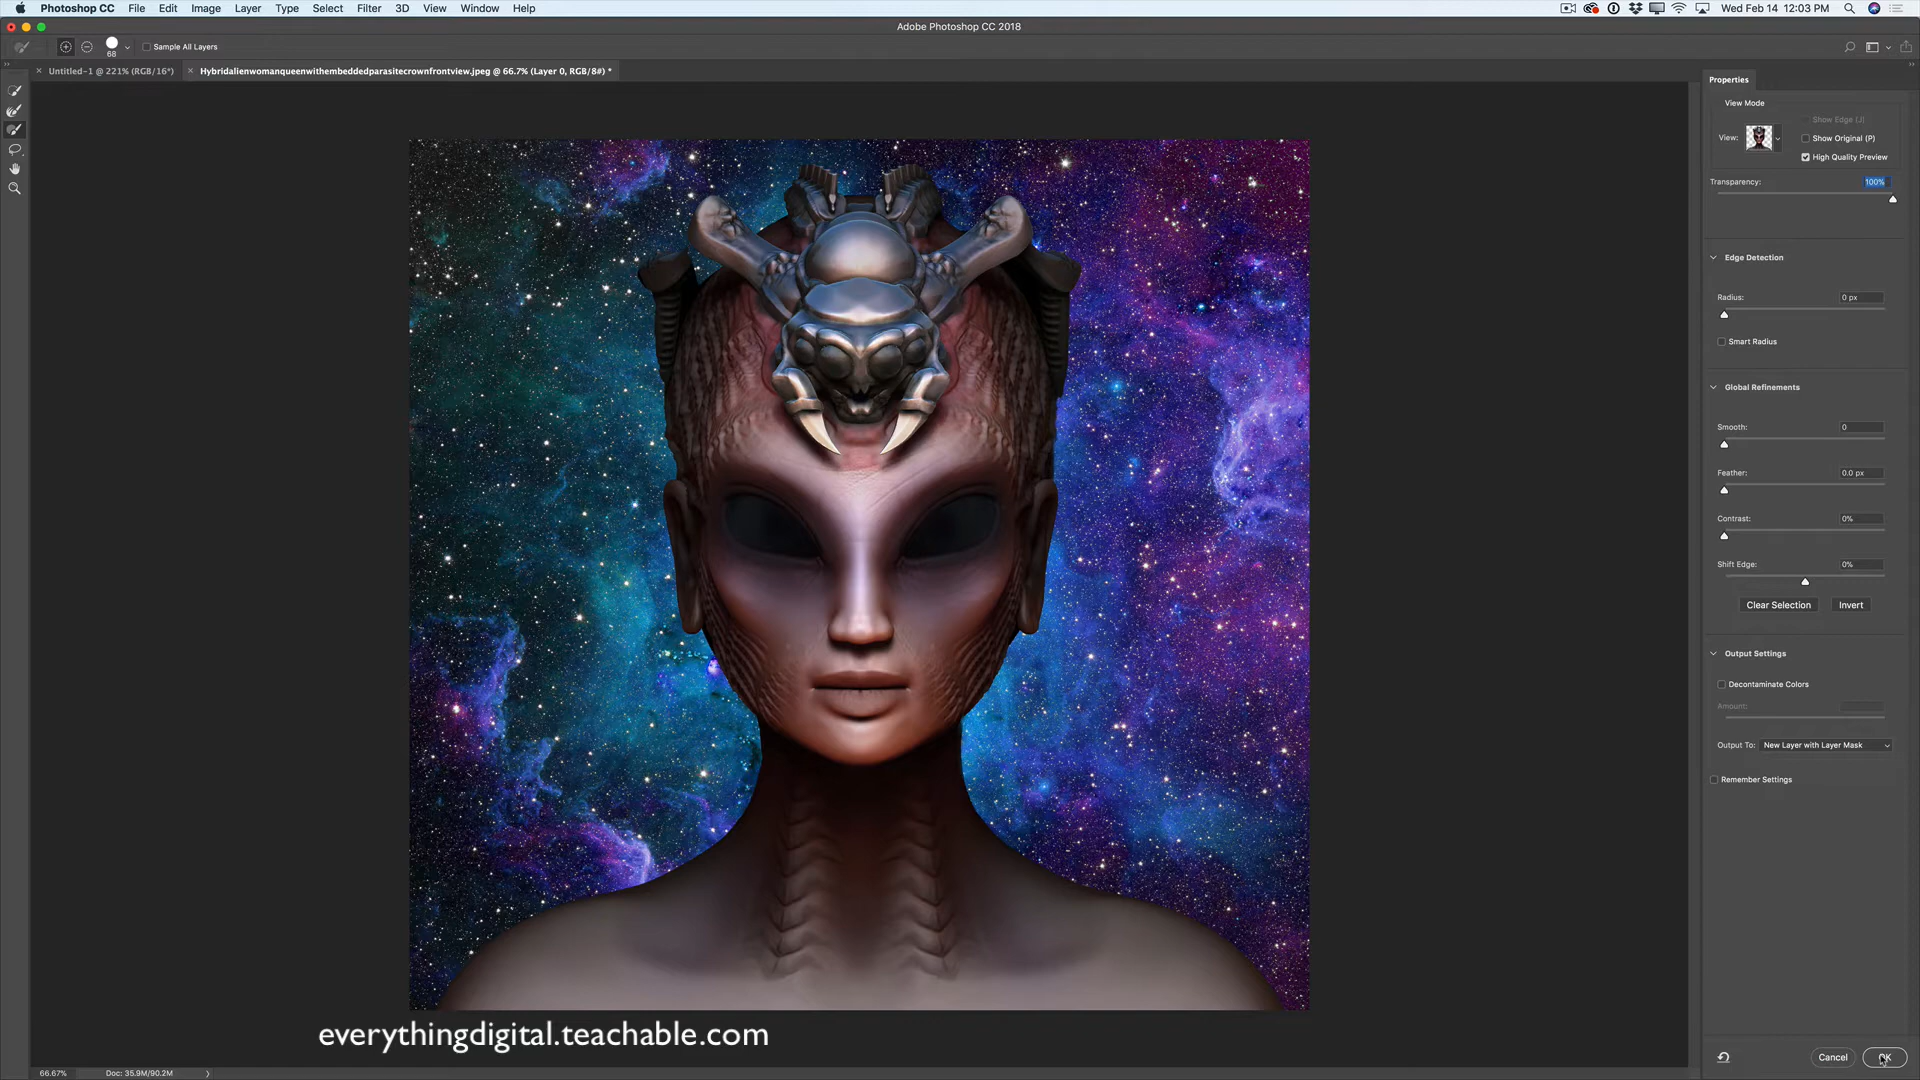 Photoshop CC File Edit Image Layer Type Select Filter 3D View Window Help Wed Feb 14 12:03 PM
Adobe Photoshop CC 2018
68 Sample All Layers
Untitled-1 @ 221% (RGB/16*) Hybridalienwomanqueenwithembeddedparasitecrownfrontview.jpeg @ 66.7% (Layer 0, RGB/8#) *
Properties
View Mode
Show Edge (J)
View: Show Original (P)
High Quality Preview
Transparency: 100%
Edge Detection
Radius: 0 px
Smart Radius
Global Refinements
Smooth: 0
Feather: 0.0 px
Contrast: 0%
Shift Edge: 0%
Clear Selection Invert
Output Settings
Decontaminate Colors
Amount:
Output To: New Layer with Layer Mask
Remember Settings
everythingdigital.teachable.com
Cancel OK
66.67% Doc: 35.9M/90.2M